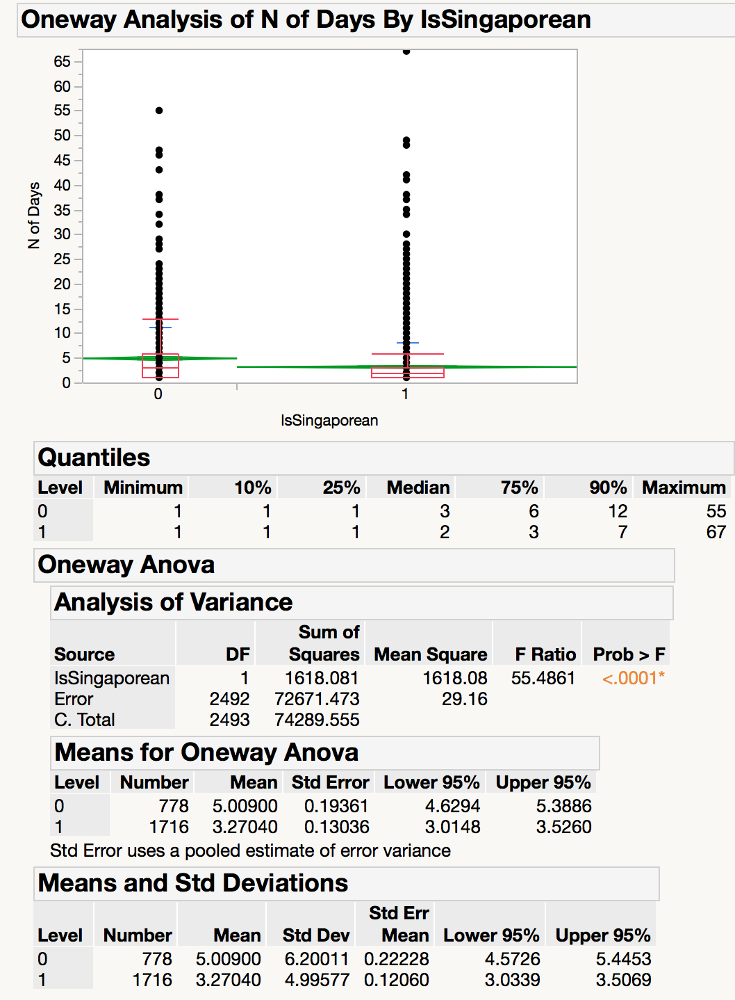 Oneway Analysis of N of Days By IsSingaporean
65
60
55
50
45
40
35
30
25
20
15
10
5
0
N of Days
0 1
IsSingaporean
Quantiles
Level Minimum 10% 25% Median 75% 90% Maximum
0 1 1 1 3 6 12 55
1 1 1 1 2 3 7 67
Oneway Anova
Analysis of Variance
Sum of
Source DF Squares Mean Square F Ratio Prob > F
IsSingaporean 1 1618.081 1618.08 55.4861 <.0001*
Error 2492 72671.473 29.16
C. Total 2493 74289.555
Means for Oneway Anova
Level Number Mean Std Error Lower 95% Upper 95%
0 778 5.00900 0.19361 4.6294 5.3886
1 1716 3.27040 0.13036 3.0148 3.5260
Std Error uses a pooled estimate of error variance
Means and Std Deviations
Std Err
Level Number Mean Std Dev Mean Lower 95% Upper 95%
0 778 5.00900 6.20011 0.22228 4.5726 5.4453
1 1716 3.27040 4.99577 0.12060 3.0339 3.5069